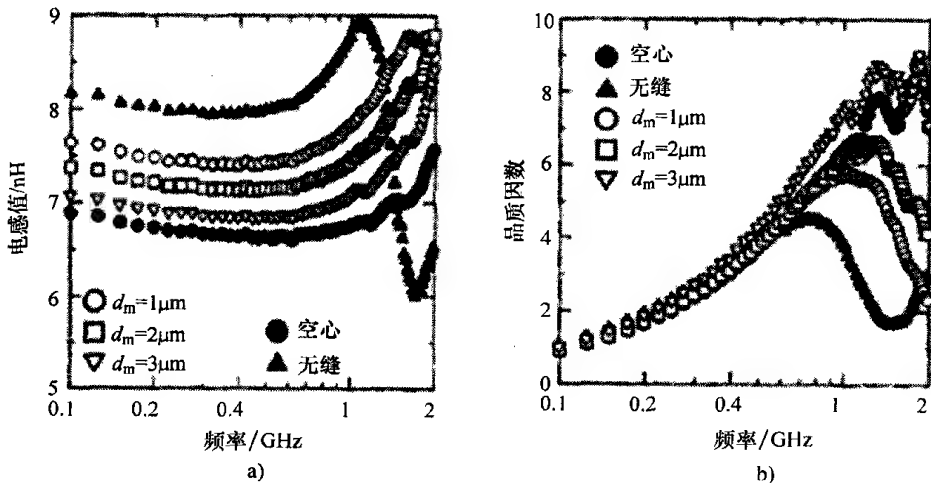 9
8
7
6
5
电感值/nH
0.1
0.2
0.4
1
2
频率/GHz
dm=1μm
dm=2μm
dm=3μm
空心
无缝
a)
10
8
6
4
2
0
品质因数
0.1
0.2
0.4
1
2
频率/GHz
空心
无缝
dm=1μm
dm=2μm
dm=3μm
b)